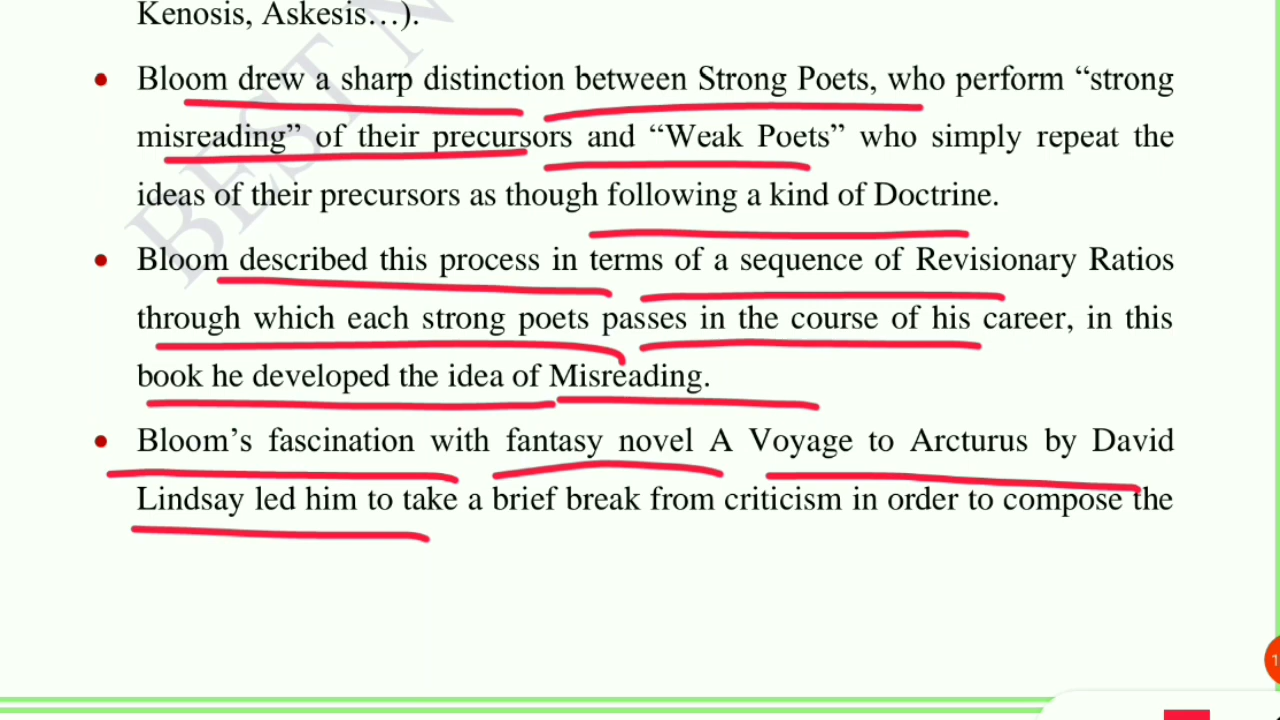 Kenosis, Askesis…).
• Bloom drew a sharp distinction between Strong Poets, who perform “strong
misreading” of their precursors and “Weak Poets” who simply repeat the
ideas of their precursors as though following a kind of Doctrine.
• Bloom described this process in terms of a sequence of Revisionary Ratios
through which each strong poets passes in the course of his career, in this
book he developed the idea of Misreading.
• Bloom’s fascination with fantasy novel A Voyage to Arcturus by David
Lindsay led him to take a brief break from criticism in order to compose the
BEST N